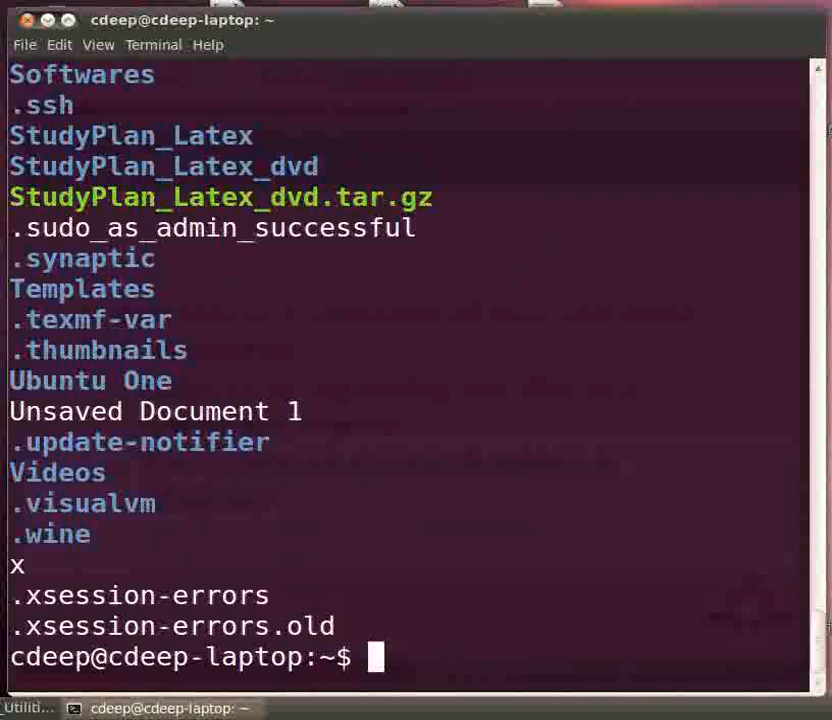 cdeep@cdeep-laptop: ~
File Edit View Terminal Help
Softwares
.ssh
StudyPlan_Latex
StudyPlan_Latex_dvd
StudyPlan_Latex_dvd.tar.gz
.sudo_as_admin_successful
.synaptic
Templates
.texmf-var
.thumbnails
Ubuntu One
Unsaved Document 1
.update-notifier
Videos
.visualvm
.wine
x
.xsession-errors
.xsession-errors.old
cdeep@cdeep-laptop:~$
Utiliti... cdeep@cdeep-laptop: ~